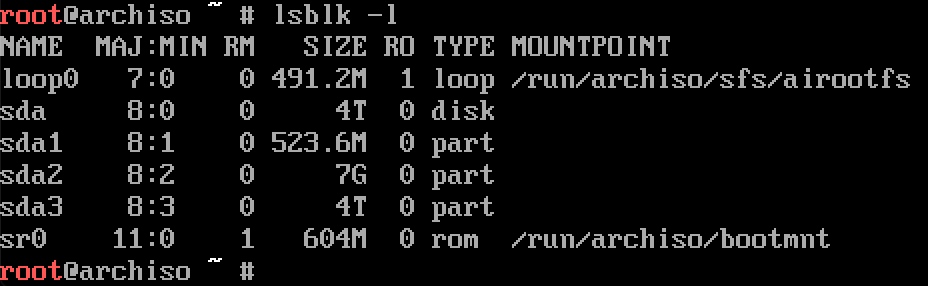 root@archiso ~ # lsblk -l
NAME  MAJ:MIN RM   SIZE RO TYPE MOUNTPOINT
loop0   7:0    0 491.2M  1 loop /run/archiso/sfs/airootfs
sda     8:0    0     4T  0 disk
sda1    8:1    0 523.6M  0 part
sda2    8:2    0     7G  0 part
sda3    8:3    0     4T  0 part
sr0    11:0    1   604M  0 rom  /run/archiso/bootmnt
root@archiso ~ #